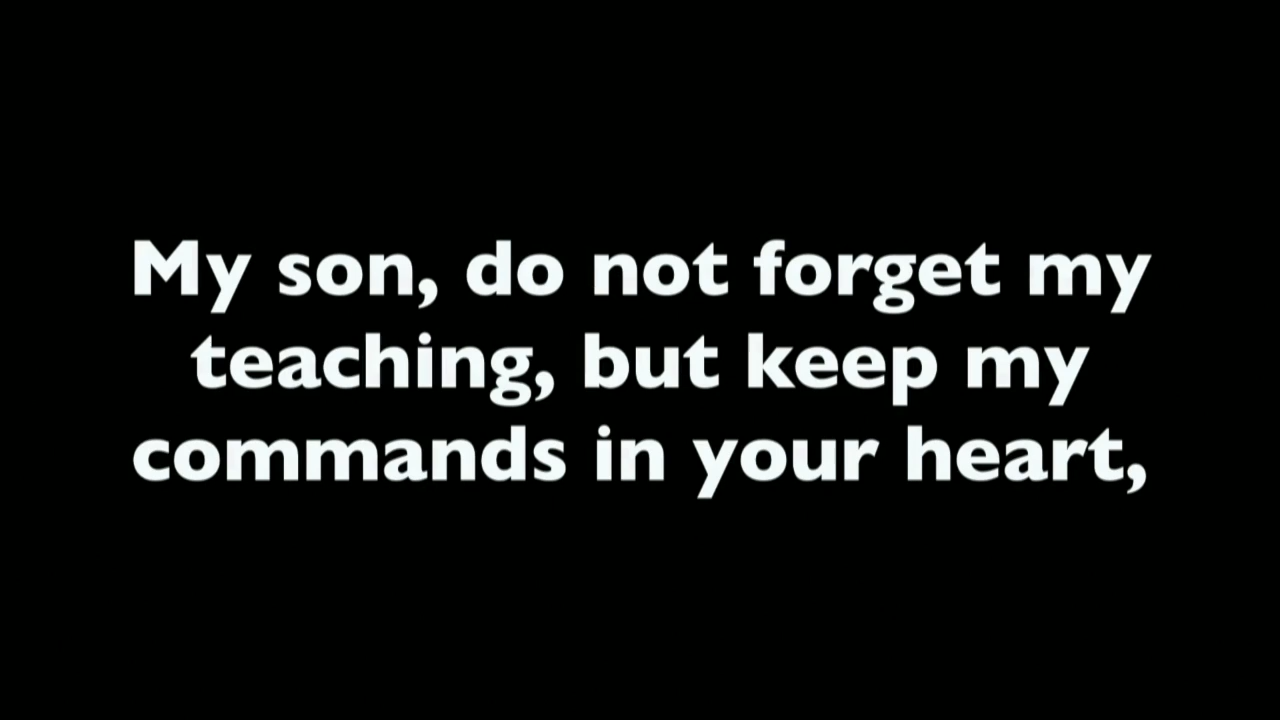 My son, do not forget my
teaching, but keep my
commands in your heart,